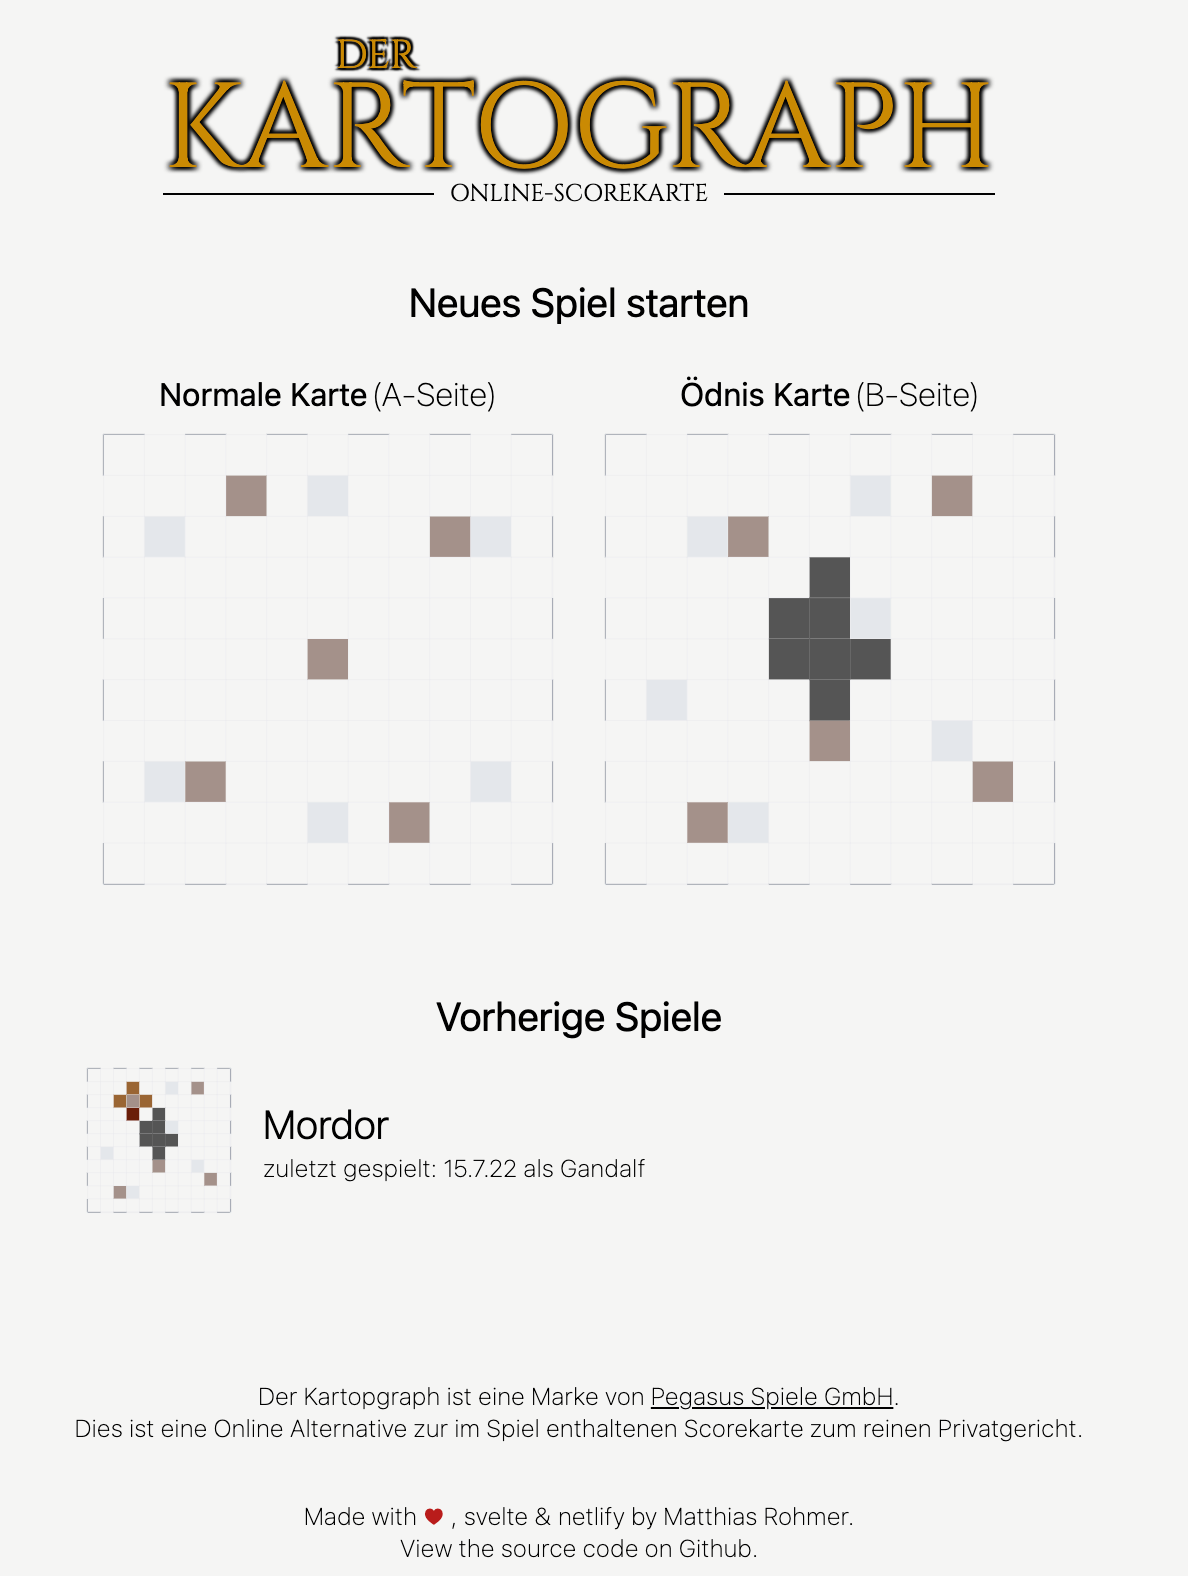 DER
KARTOGRAPH
ONLINE-SCOREKARTE
Neues Spiel starten
Normale Karte (A-Seite)
Ödnis Karte (B-Seite)
Vorherige Spiele
Mordor
zuletzt gespielt: 15.7.22 als Gandalf
Der Kartopgraph ist eine Marke von Pegasus Spiele GmbH.
Dies ist eine Online Alternative zur im Spiel enthaltenen Scorekarte zum reinen Privatgericht.
Made with ♥ , svelte & netlify by Matthias Rohmer.
View the source code on Github.